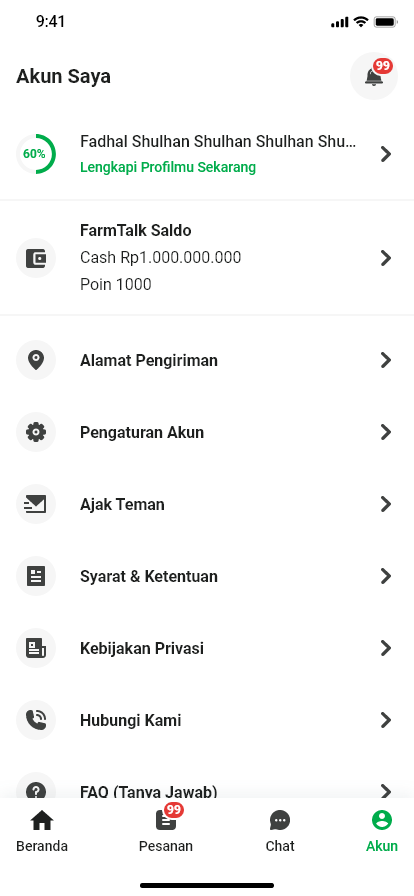 9:41
Akun Saya
99
60%
Fadhal Shulhan Shulhan Shulhan Shu...
Lengkapi Profilmu Sekarang
FarmTalk Saldo
Cash Rp1.000.000.000
Poin 1000
Alamat Pengiriman
Pengaturan Akun
Ajak Teman
Syarat & Ketentuan
Kebijakan Privasi
Hubungi Kami
FAQ (Tanya Jawab)
99
Beranda
Pesanan
Chat
Akun